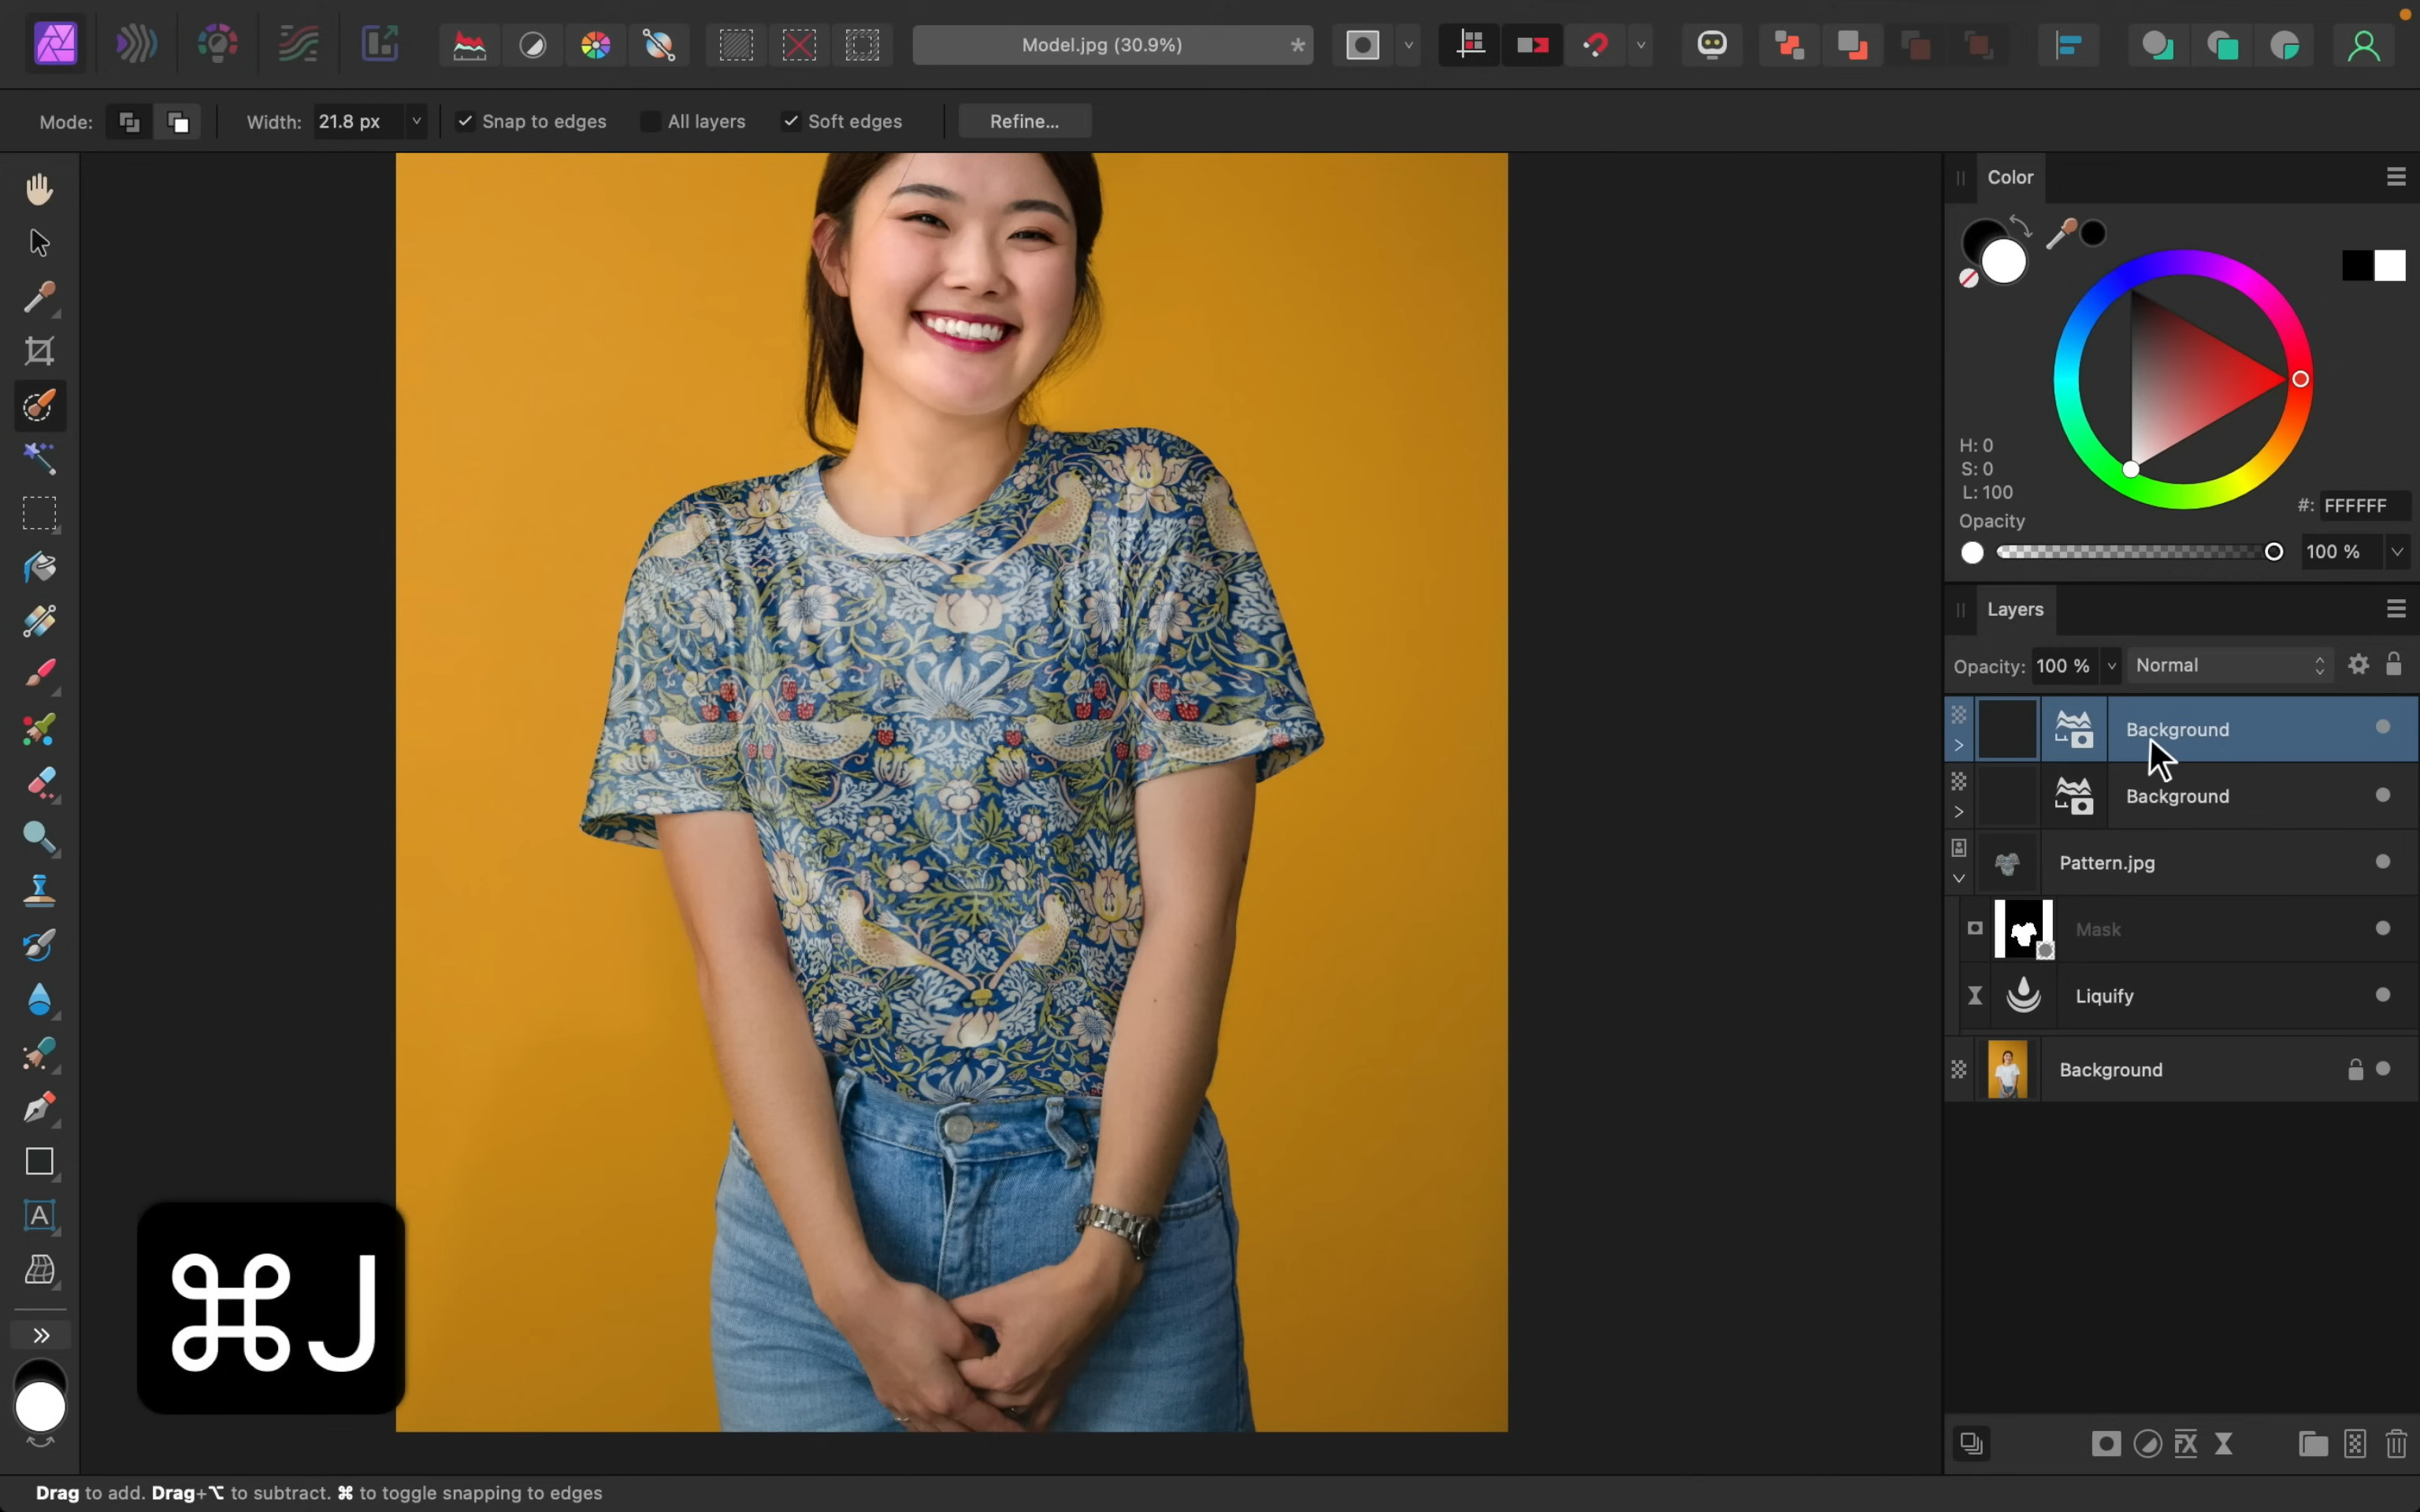 Model.jpg (30.9%)
*
Mode:
Width: 21.8 px
Snap to edges
All layers
Soft edges
Refine...
Color
H: 0
S: 0
L: 100
#: FFFFFF
Opacity
100 %
Layers
Opacity: 100 %
Normal
Background
Background
Pattern.jpg
Mask
Liquify
Background
A
FX
⌘J
Drag to add. Drag+⌥ to subtract. ⌘ to toggle snapping to edges